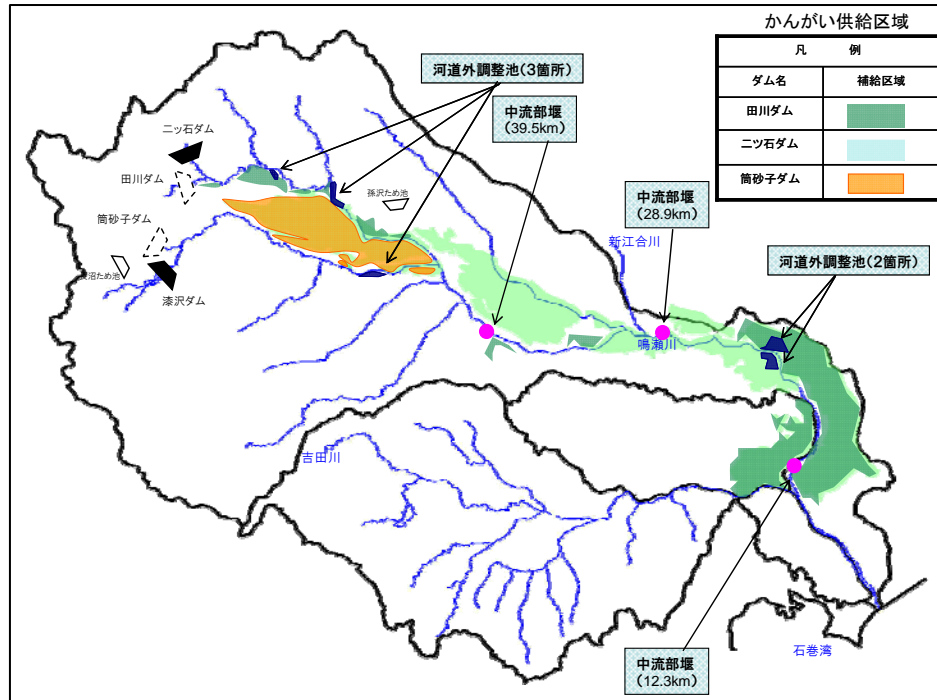 かんがい供給区域
凡 例
ダム名 補給区域
田川ダム
二ツ石ダム
筒砂子ダム
河道外調整池(3箇所)
中流部堰
(39.5km)
二ッ石ダム
田川ダム
筒砂子ダム
漆沢ダム
孫沢ため池
沼ため池
中流部堰
(28.9km)
新江合川
河道外調整池(2箇所)
鳴瀬川
吉田川
中流部堰
(12.3km)
石巻湾